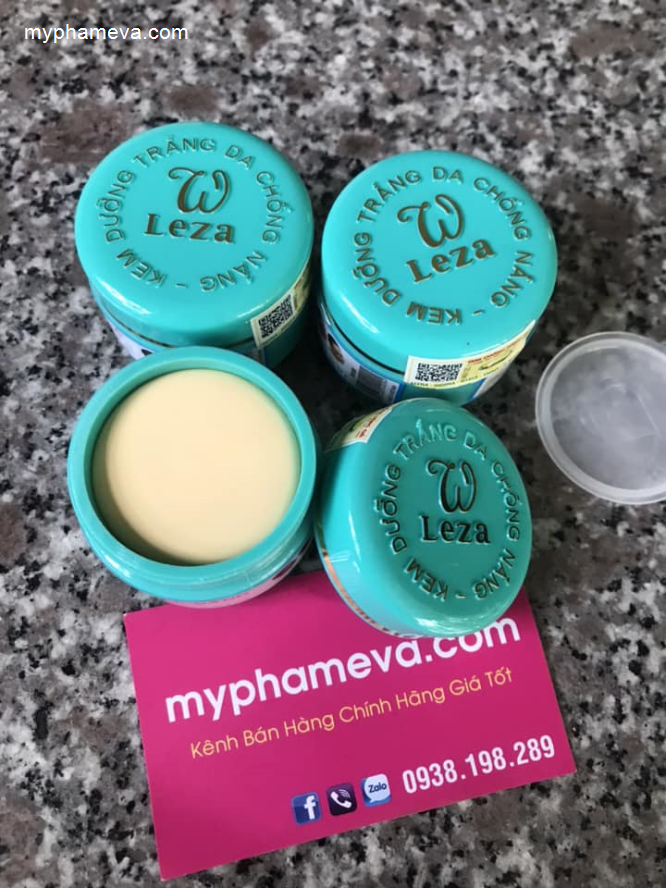 myphameva.com
KEM DƯỠNG TRẮNG DA CHỐNG NẮNG -
W
Leza
KEM DƯỠNG TRẮNG DA CHỐNG NẮNG -
W
Leza
KEM DƯỠNG TRẮNG DA CHỐNG NẮNG -
W
Leza
myphameva.com
Kênh Bán Hàng Chính Hãng Giá Tốt
Zalo
0938.198.289